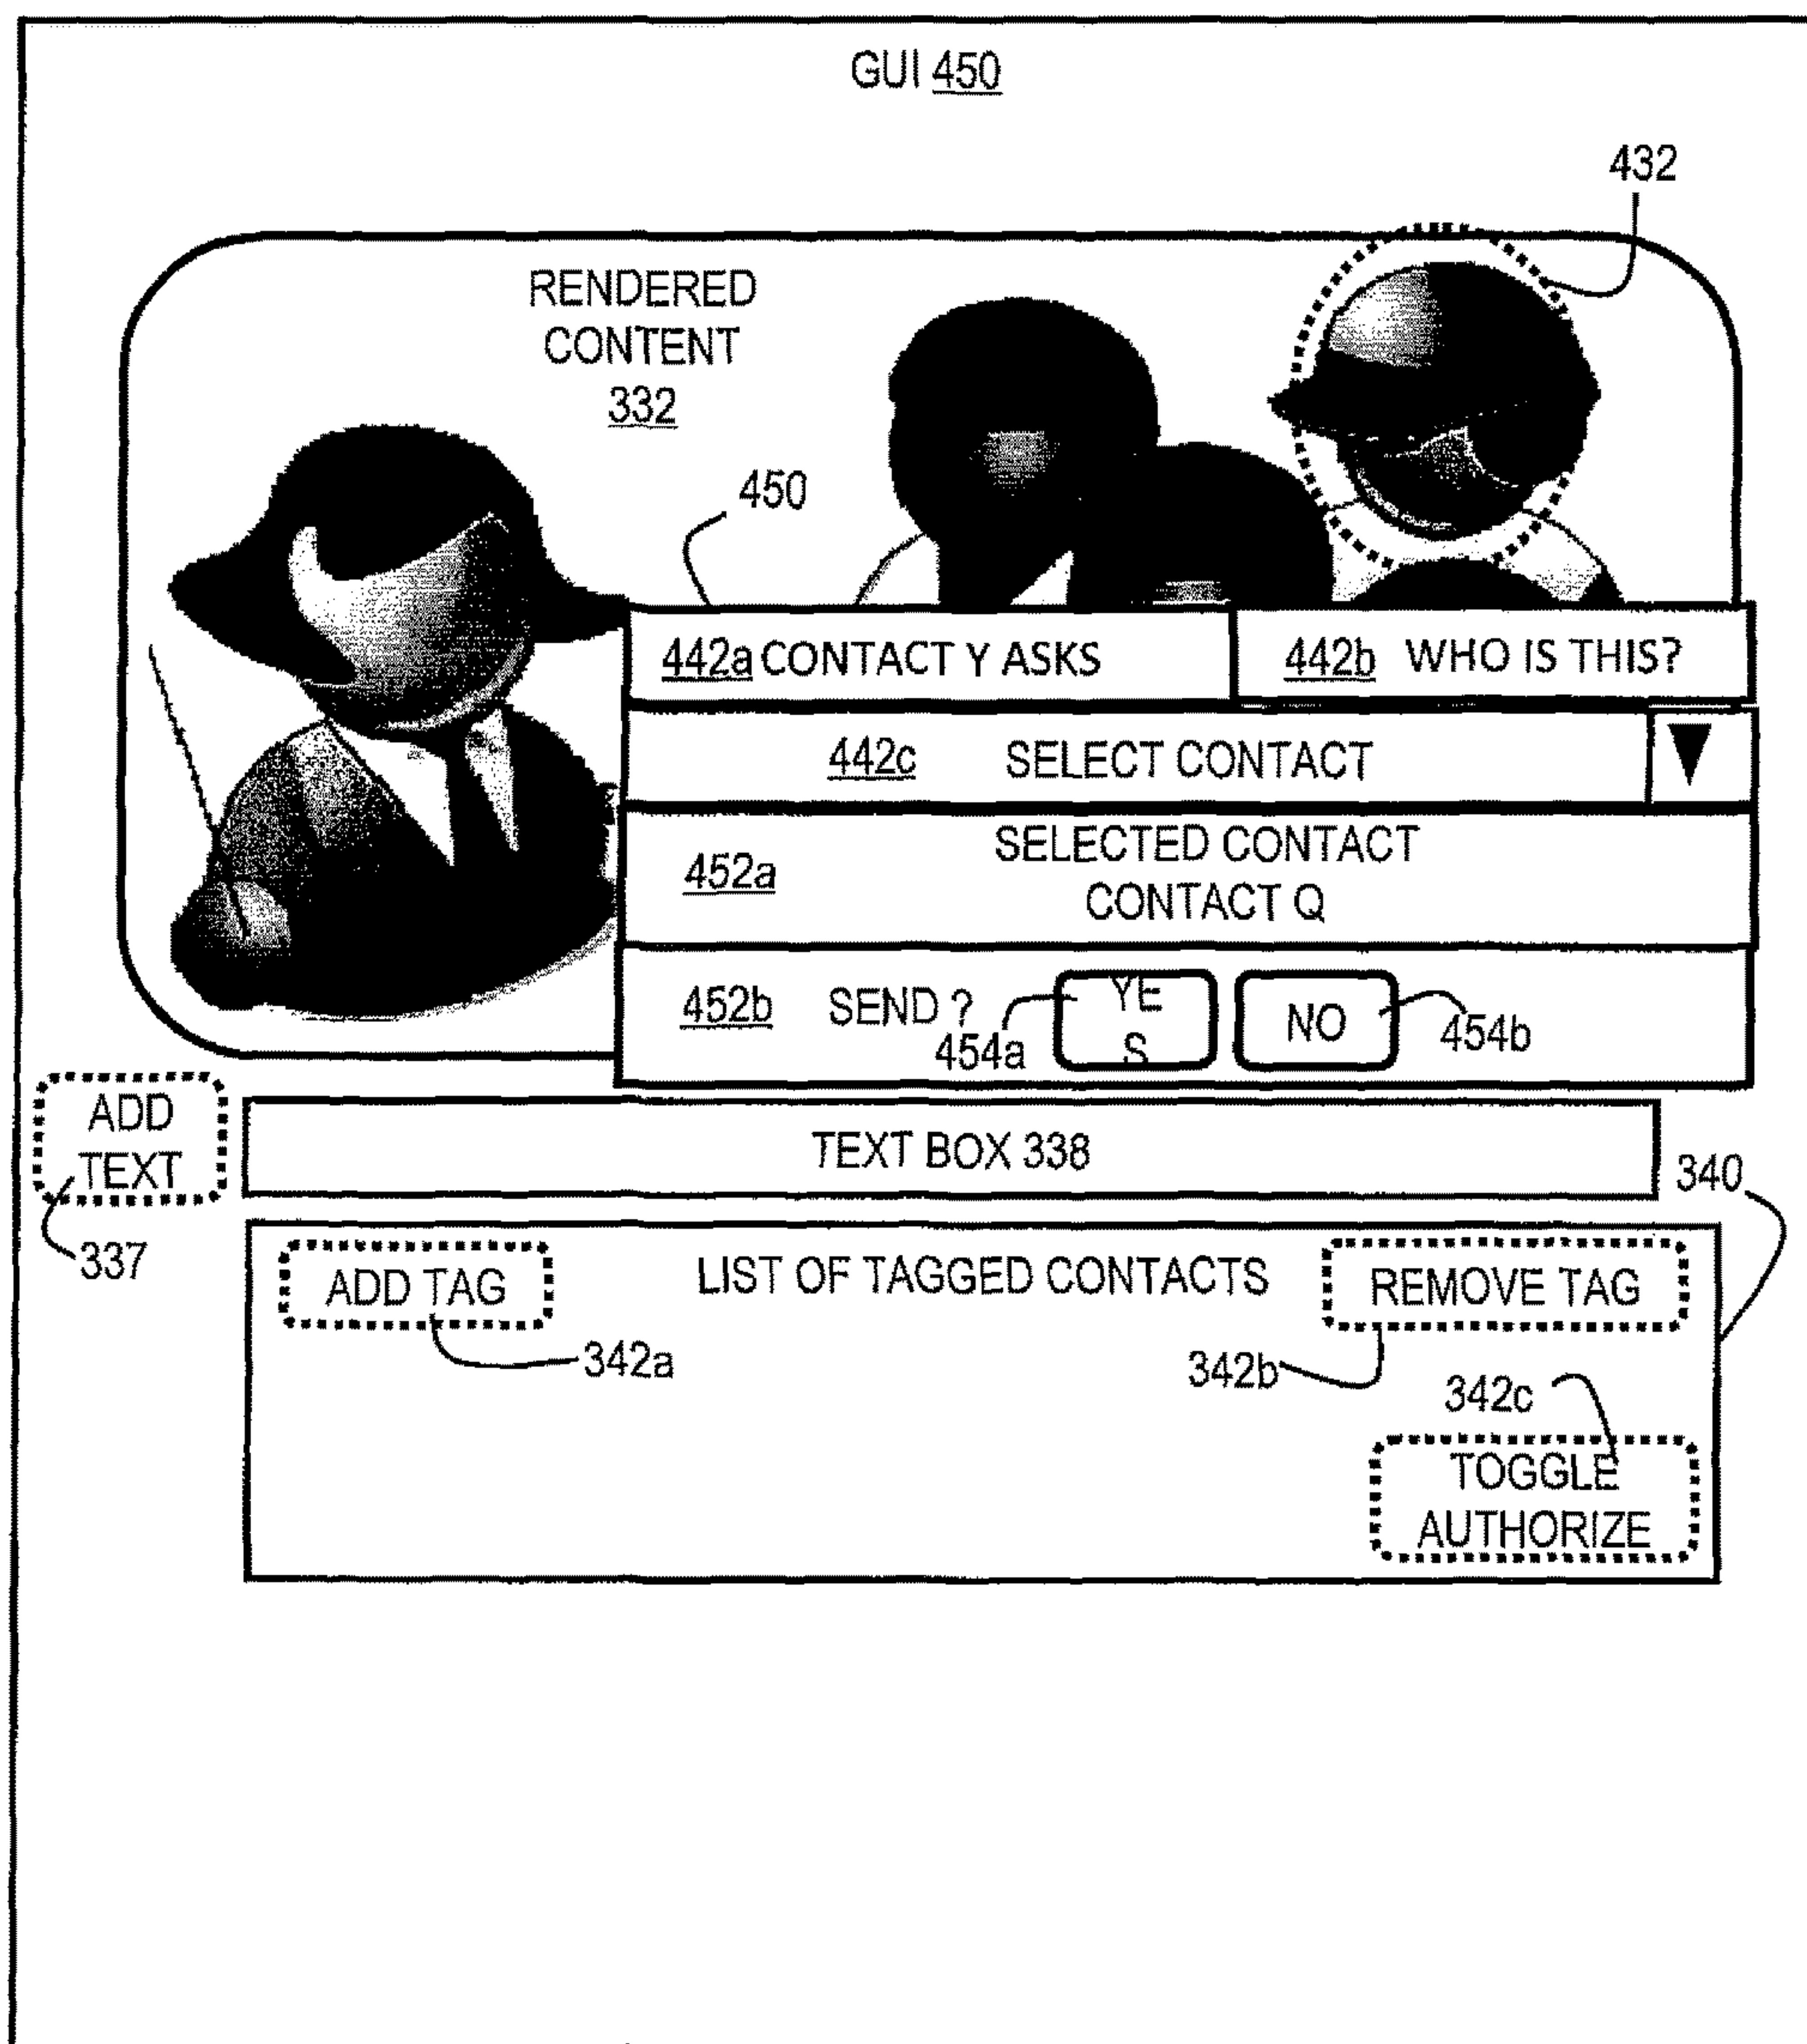 GUI 450
432
RENDERED
CONTENT
332
450
442a CONTACT Y ASKS
442b WHO IS THIS?
442c SELECT CONTACT
452a
SELECTED CONTACT
CONTACT Q
452b SEND ?
454a
YE
S
NO
454b
ADD
TEXT
337
TEXT BOX 338
340
ADD TAG
LIST OF TAGGED CONTACTS
REMOVE TAG
342a
342b
342c
TOGGLE
AUTHORIZE